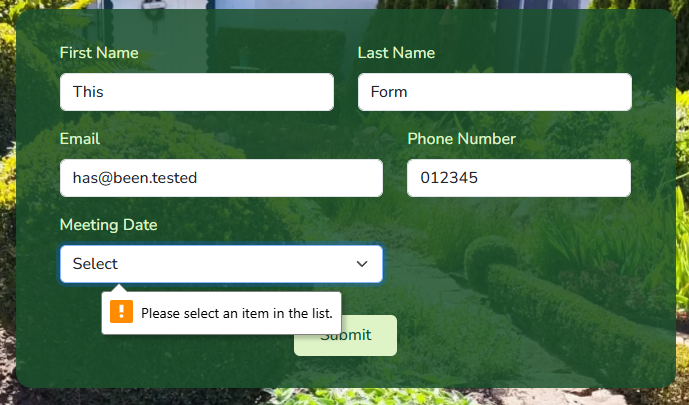 First Name
Last Name
This
Form
Email
Phone Number
has@been.tested
012345
Meeting Date
Select
Please select an item in the list.
Submit